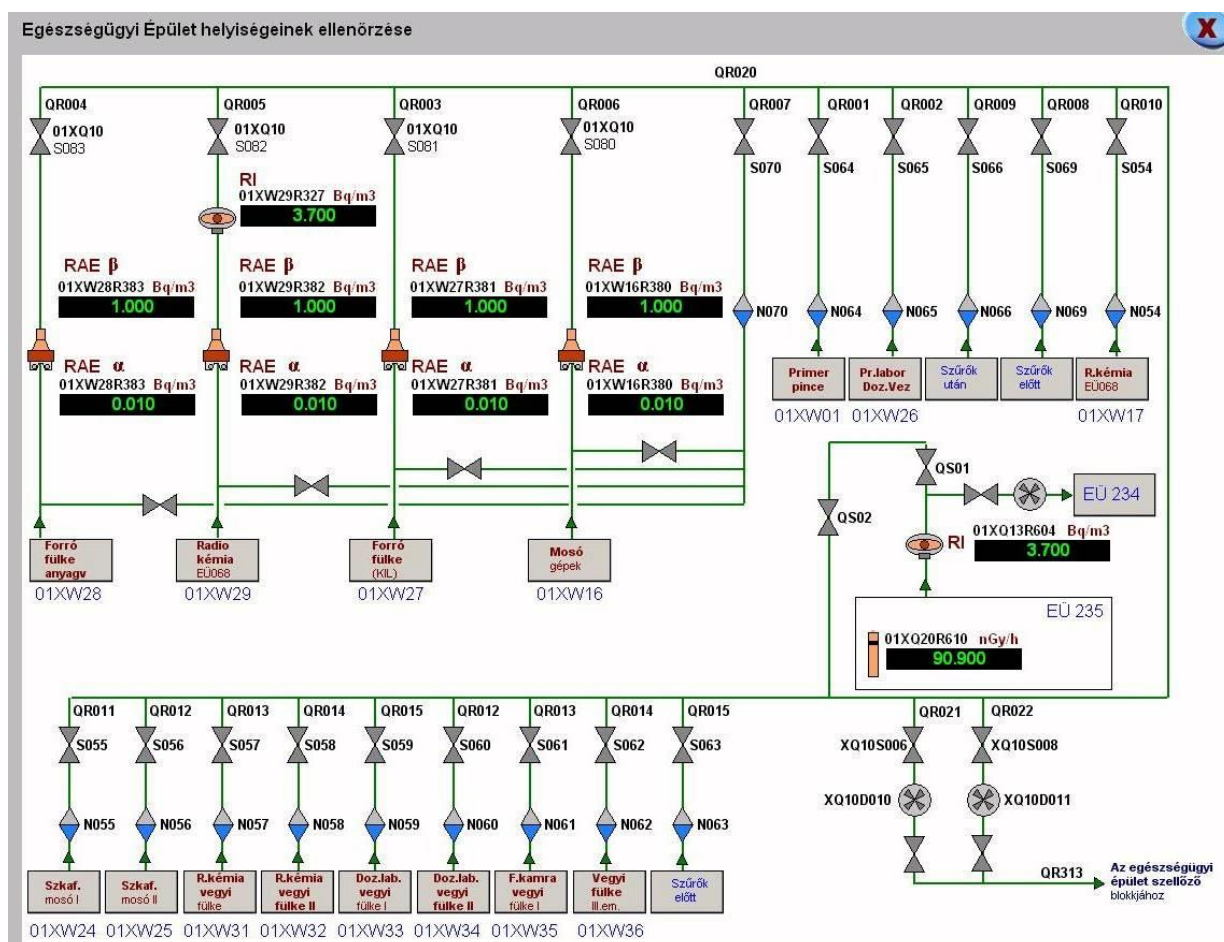 Egészségügyi Épület helyiségeinek ellenőrzése
X
QR020
QR004
QR005
QR003
QR006
QR007
QR001
QR002
QR009
QR008
QR010
01XQ10
S083
01XQ10
S082
01XQ10
S081
01XQ10
S080
S070
S064
S065
S066
S069
S054
RI
01XW29R327 Bq/m3
3.700
RAE β
RAE β
RAE β
RAE β
01XW28R383 Bq/m3
01XW29R382 Bq/m3
01XW27R381 Bq/m3
01XW16R380 Bq/m3
1.000
1.000
1.000
1.000
N070
N064
N065
N066
N069
N054
RAE α
RAE α
RAE α
RAE α
01XW28R383 Bq/m3
01XW29R382 Bq/m3
01XW27R381 Bq/m3
01XW16R380 Bq/m3
0.010
0.010
0.010
0.010
Primer
pince
01XW01
Pr.labor
Doz.Vez
01XW26
Szűrők
után
Szűrők
előtt
R.kémia
EÜ068
01XW17
QS01
QS02
EÜ 234
01XQ13R604 Bq/m3
RI
3.700
Forró
fülke
anyagv
01XW28
Radio
kémia
EÜ068
01XW29
Forró
fülke
(KIL)
01XW27
Mosó
gépek
01XW16
EÜ 235
01XQ20R610 nGy/h
90.900
QR011
QR012
QR013
QR014
QR015
QR012
QR013
QR014
QR015
QR021
QR022
S055
S056
S057
S058
S059
S060
S061
S062
S063
XQ10S006
XQ10S008
XQ10D010
XQ10D011
N055
N056
N057
N058
N059
N060
N061
N062
N063
Szkaf.
mosó I
01XW24
Szkaf.
mosó II
01XW25
R.kémia
vegyi
fülke
01XW31
R.kémia
vegyi
fülke II
01XW32
Doz.lab.
vegyi
fülke I
01XW33
Doz.lab.
vegyi
fülke II
01XW34
F.kamra
vegyi
fülke I
01XW35
Vegyi
fülke
III.em.
01XW36
Szűrők
előtt
QR313
Az egészségügyi
épület szellőző
blokkjához